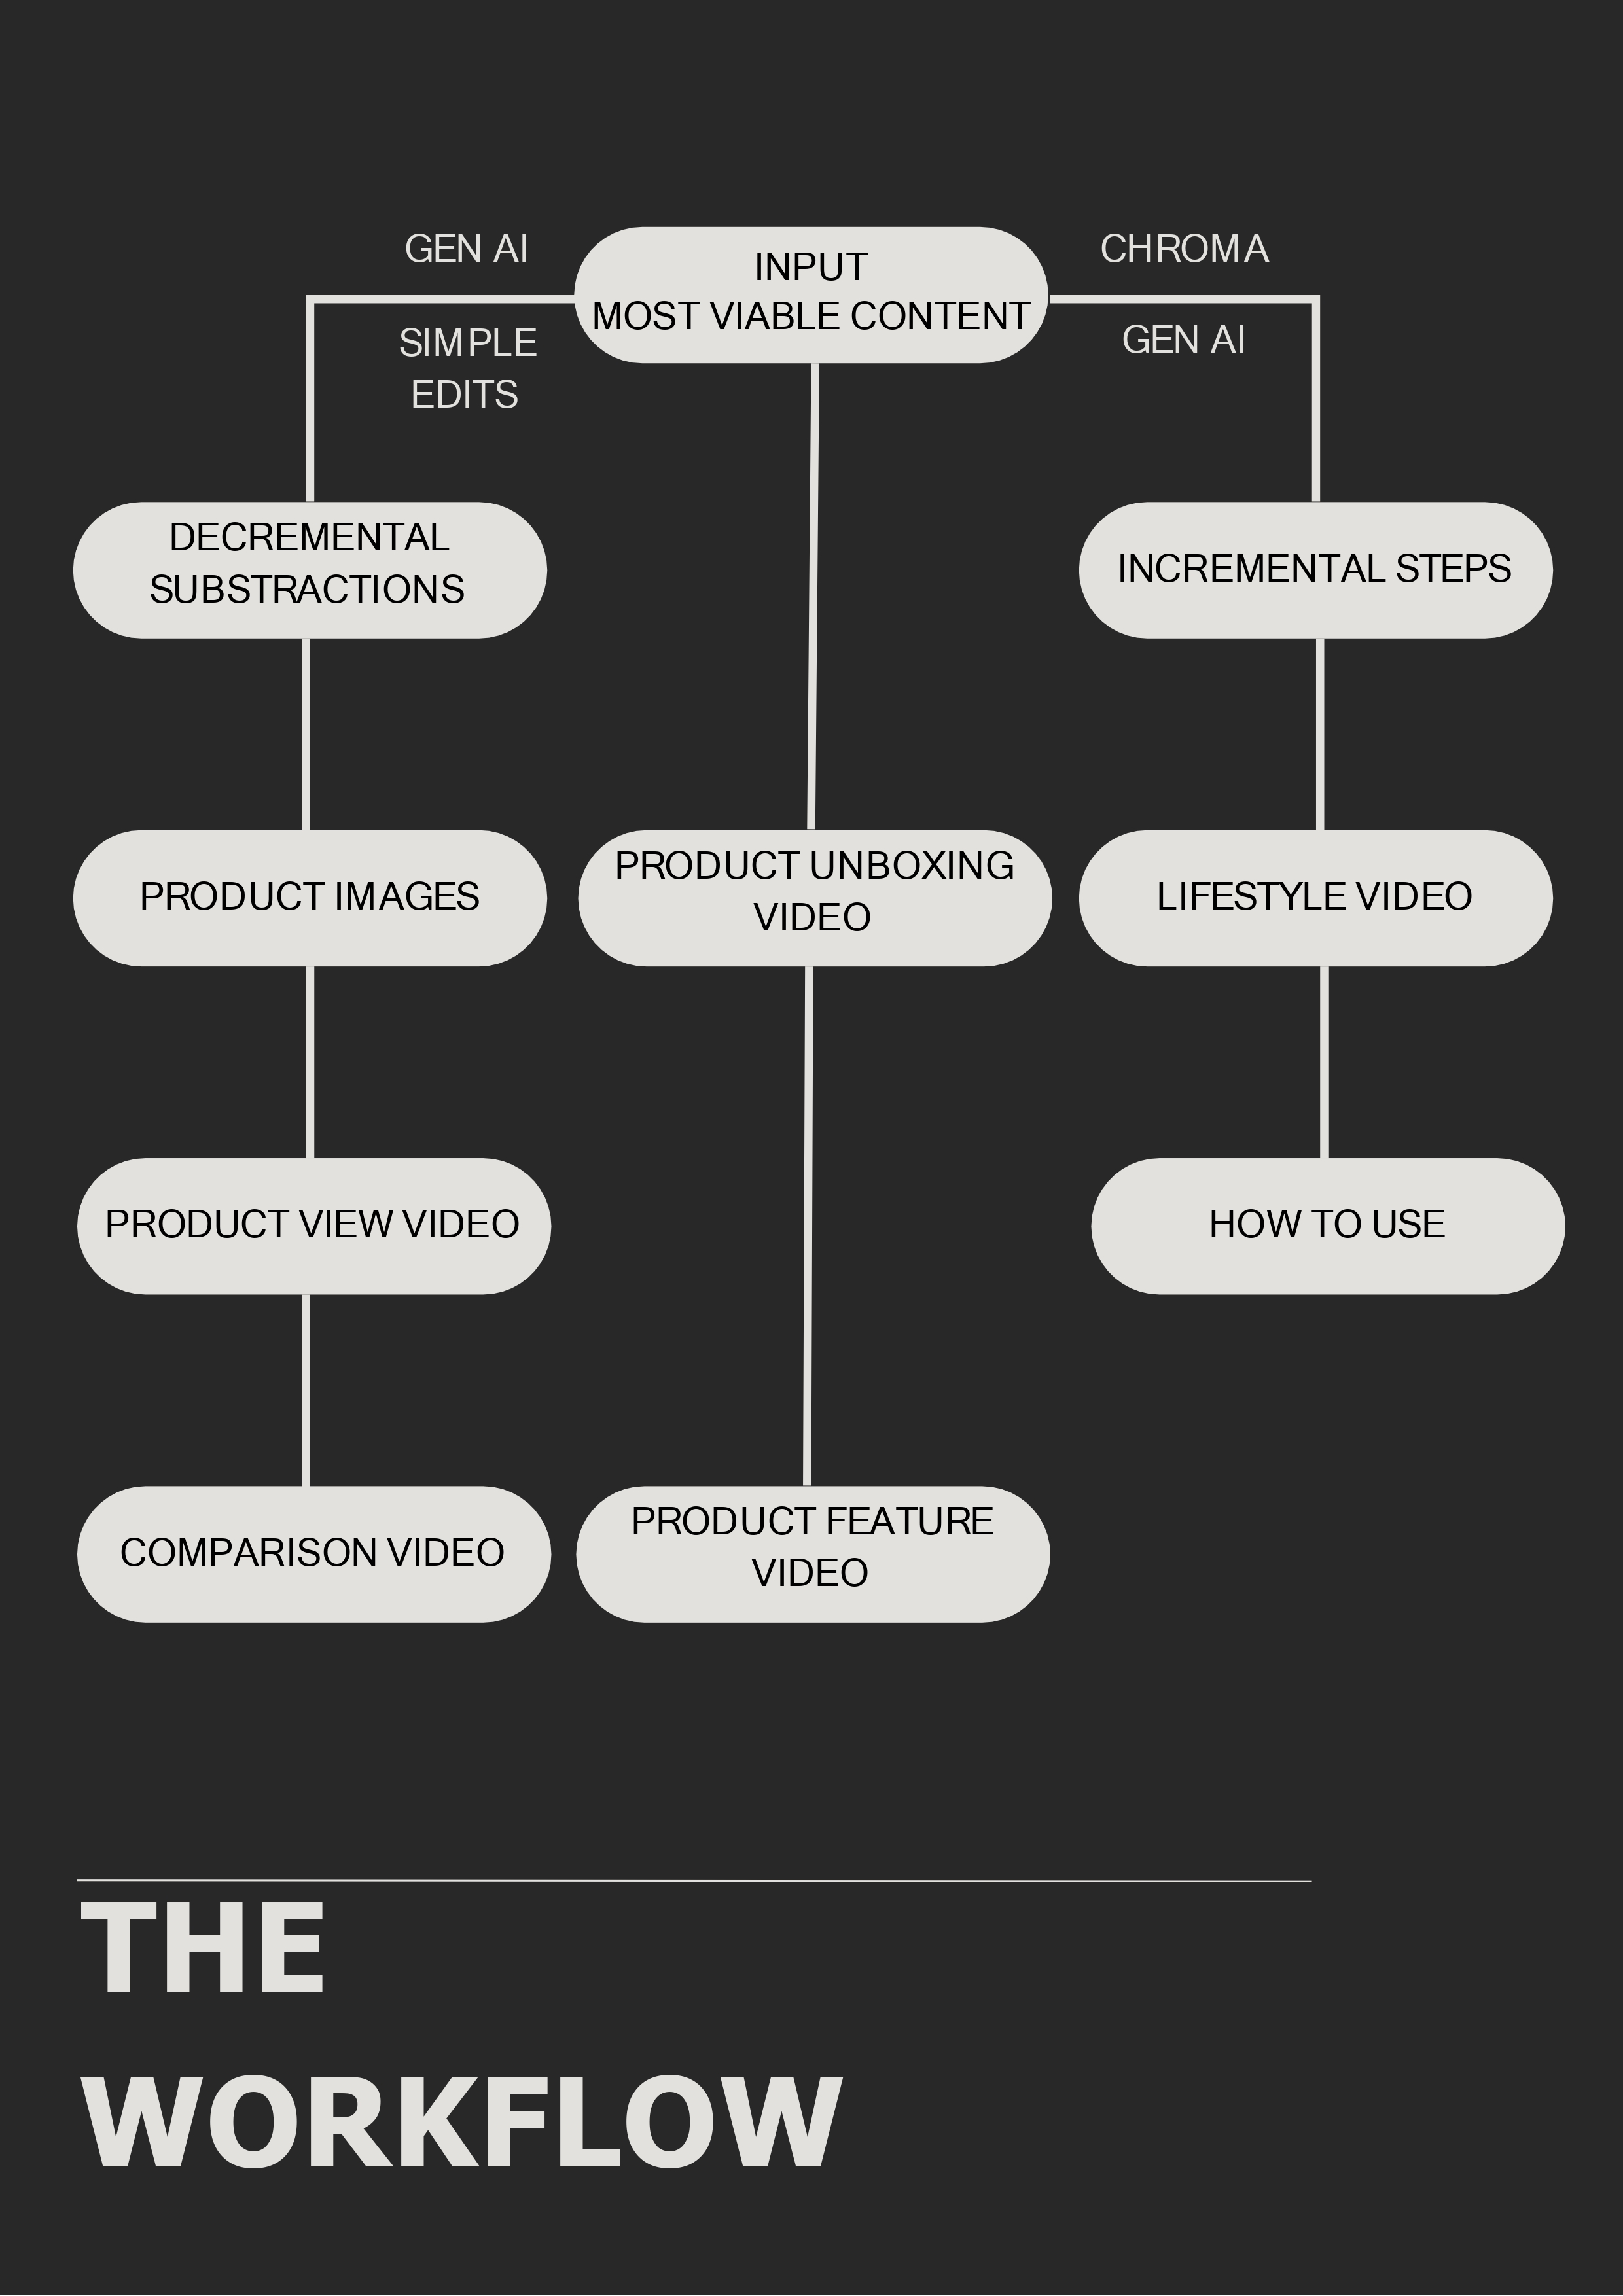 GEN AI
SIMPLE
EDITS
INPUT
MOST VIABLE CONTENT
CHROMA
GEN AI
DECREMENTAL
SUBSTRACTIONS
INCREMENTAL STEPS
PRODUCT IMAGES
PRODUCT UNBOXING
VIDEO
LIFESTYLE VIDEO
PRODUCT VIEW VIDEO
HOW TO USE
COMPARISON VIDEO
PRODUCT FEATURE
VIDEO
THE
WORKFLOW